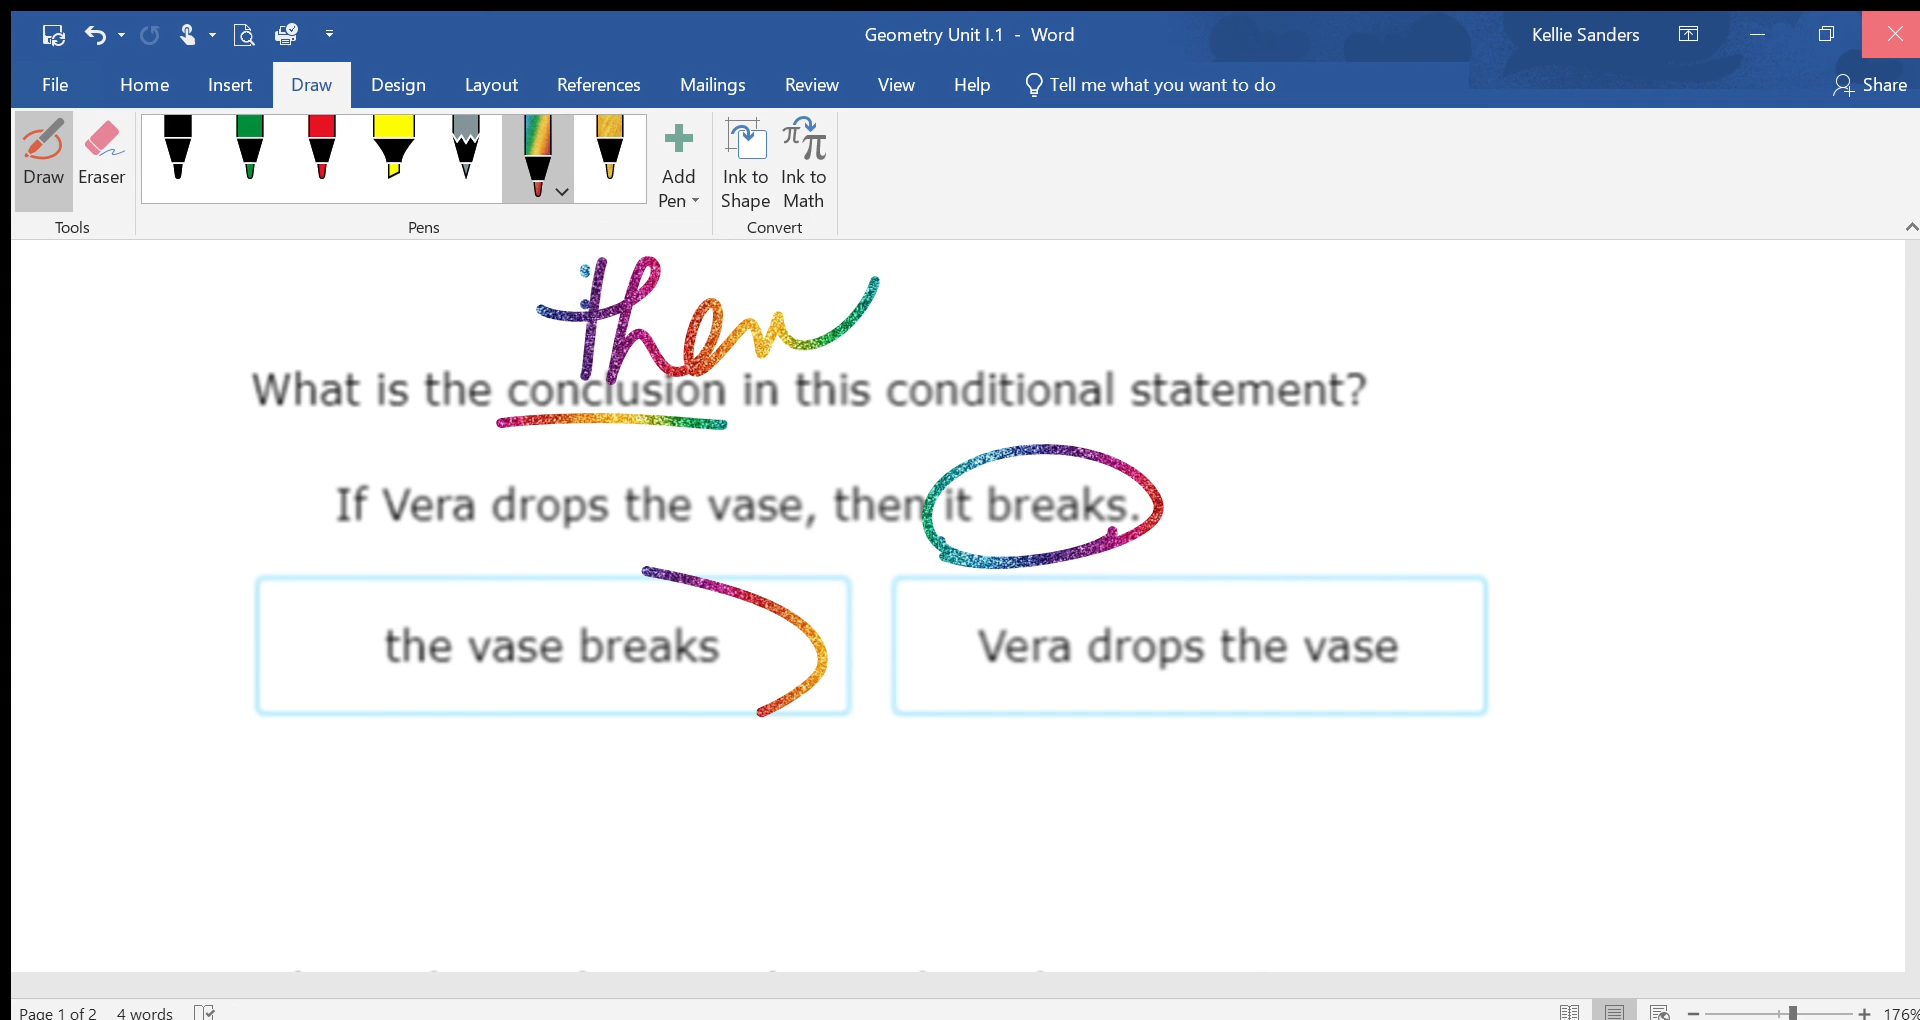 Geometry Unit I.1 - Word
Kellie Sanders
File Home Insert Draw Design Layout References Mailings Review View Help Tell me what you want to do Share
Draw Eraser
Add Pen
Ink to Shape
Ink to Math
Tools Pens Convert
then
What is the conclusion in this conditional statement?
If Vera drops the vase, then it breaks.
the vase breaks Vera drops the vase
Page 1 of 2 4 words 176%